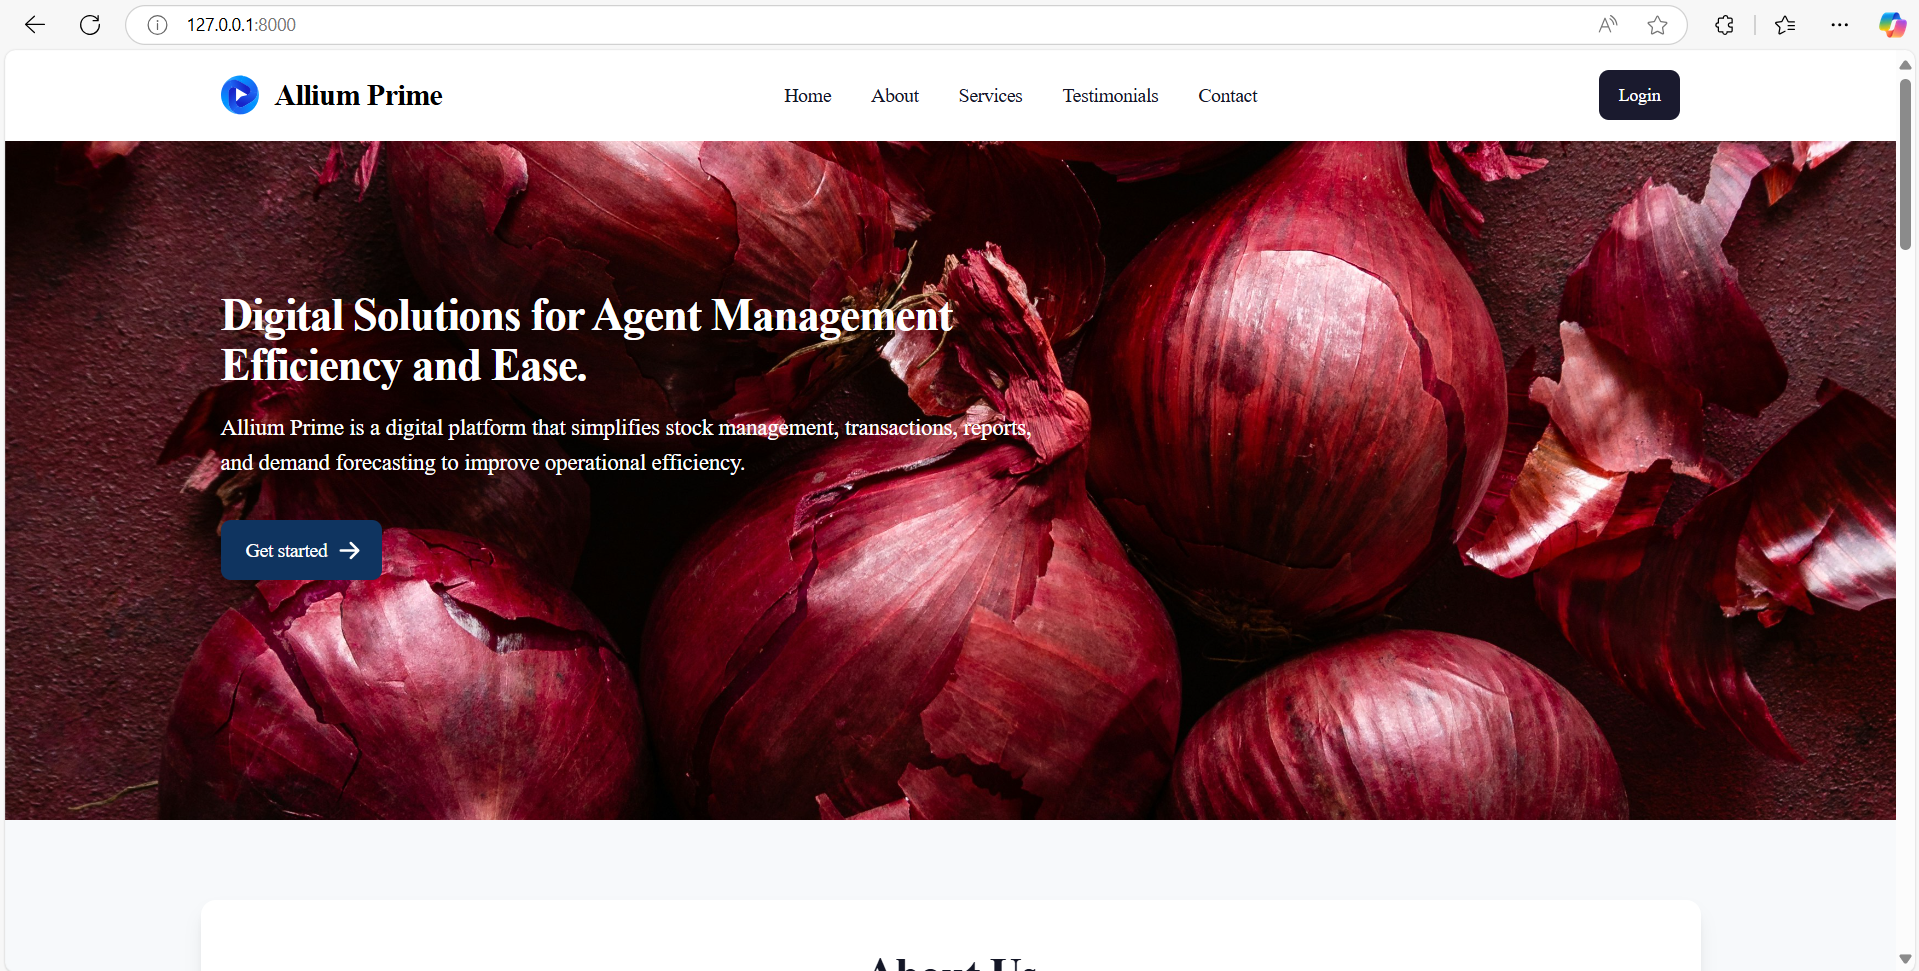 127.0.0.1:8000
Allium Prime
Home
About
Services
Testimonials
Contact
Login
Digital Solutions for Agent Management
Efficiency and Ease.
Allium Prime is a digital platform that simplifies stock management, transactions, reports,
and demand forecasting to improve operational efficiency.
Get started
About Us